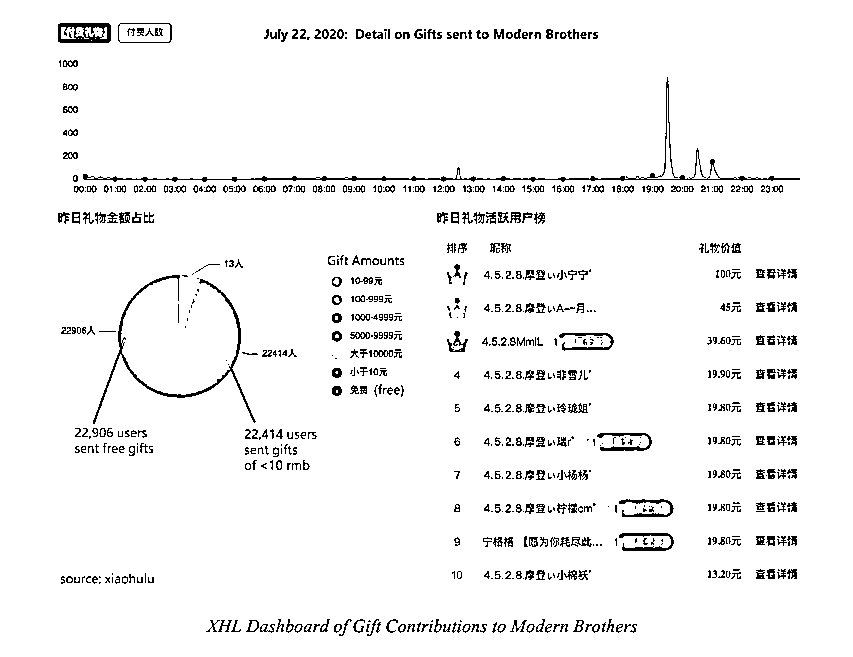 付费礼物 付费人数
July 22, 2020: Detail on Gifts sent to Modern Brothers
1000
800
600
400
200
0
00:00 01:00 02:00 03:00 04:00 05:00 06:00 07:00 08:00 09:00 10:00 11:00 12:00 13:00 14:00 15:00 16:00 17:00 18:00 19:00 20:00 21:00 22:00 23:00
昨日礼物金额占比
13人
22906人
22414人
22,906 users
sent free gifts
22,414 users
sent gifts
of <10 rmb
Gift Amounts
10-99元
100-999元
1000-4999元
5000-9999元
大于10000元
小于10元
免费 (free)
昨日礼物活跃用户榜
排序 昵称 礼物价值
4.5.2.8.摩登ぃ小宁宁 100元 查看详情
4.5.2.8.摩登ぃA一月... 45元 查看详情
4.5.2.8MmlL 39.60元 查看详情
4 4.5.2.8.摩登ぃ菲雪儿 19.90元 查看详情
5 4.5.2.8.摩登ぃ玲珑姐 19.80元 查看详情
6 4.5.2.8.摩登ぃ瑞r 19.80元 查看详情
7 4.5.2.8.摩登ぃ小杨杨 19.80元 查看详情
8 4.5.2.8.摩登ぃ柠檬cm 19.80元 查看详情
9 宁格格【愿为你耗尽此... 19.80元 查看详情
10 4.5.2.8.摩登ぃ小棉袄 13.20元 查看详情
source: xiaohulu
XHL Dashboard of Gift Contributions to Modern Brothers